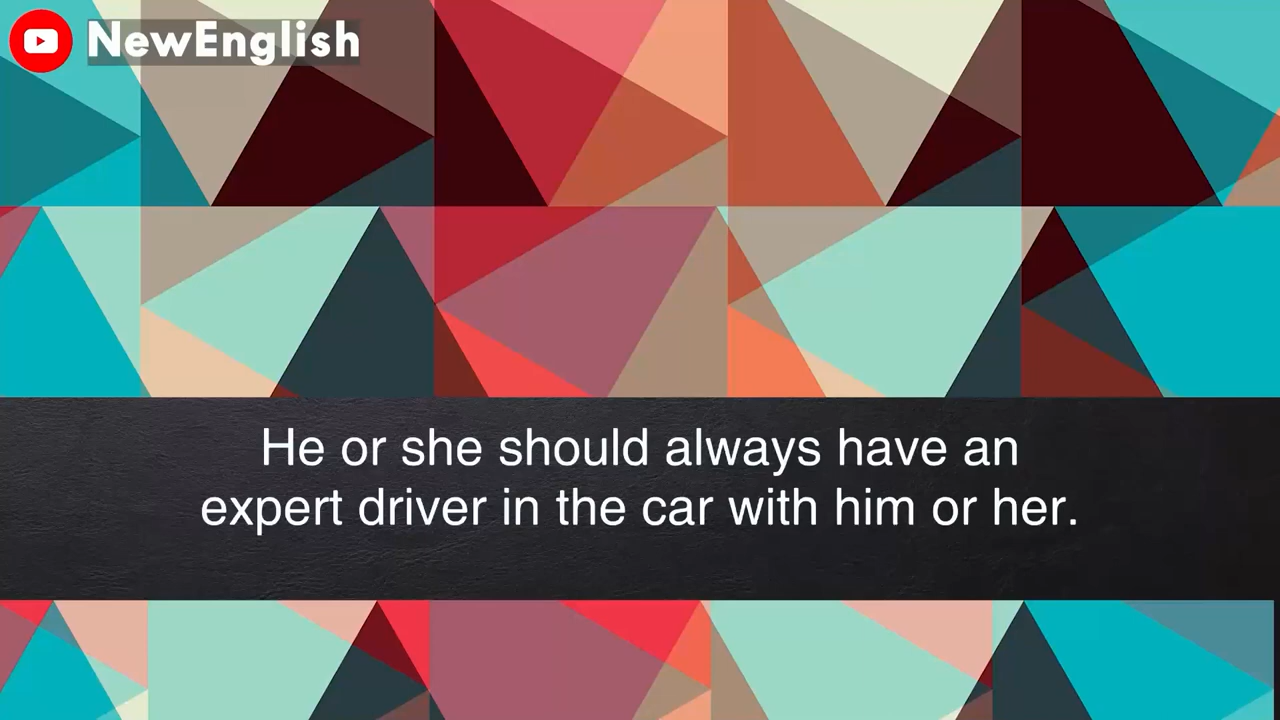 NewEnglish
He or she should always have an
expert driver in the car with him or her.